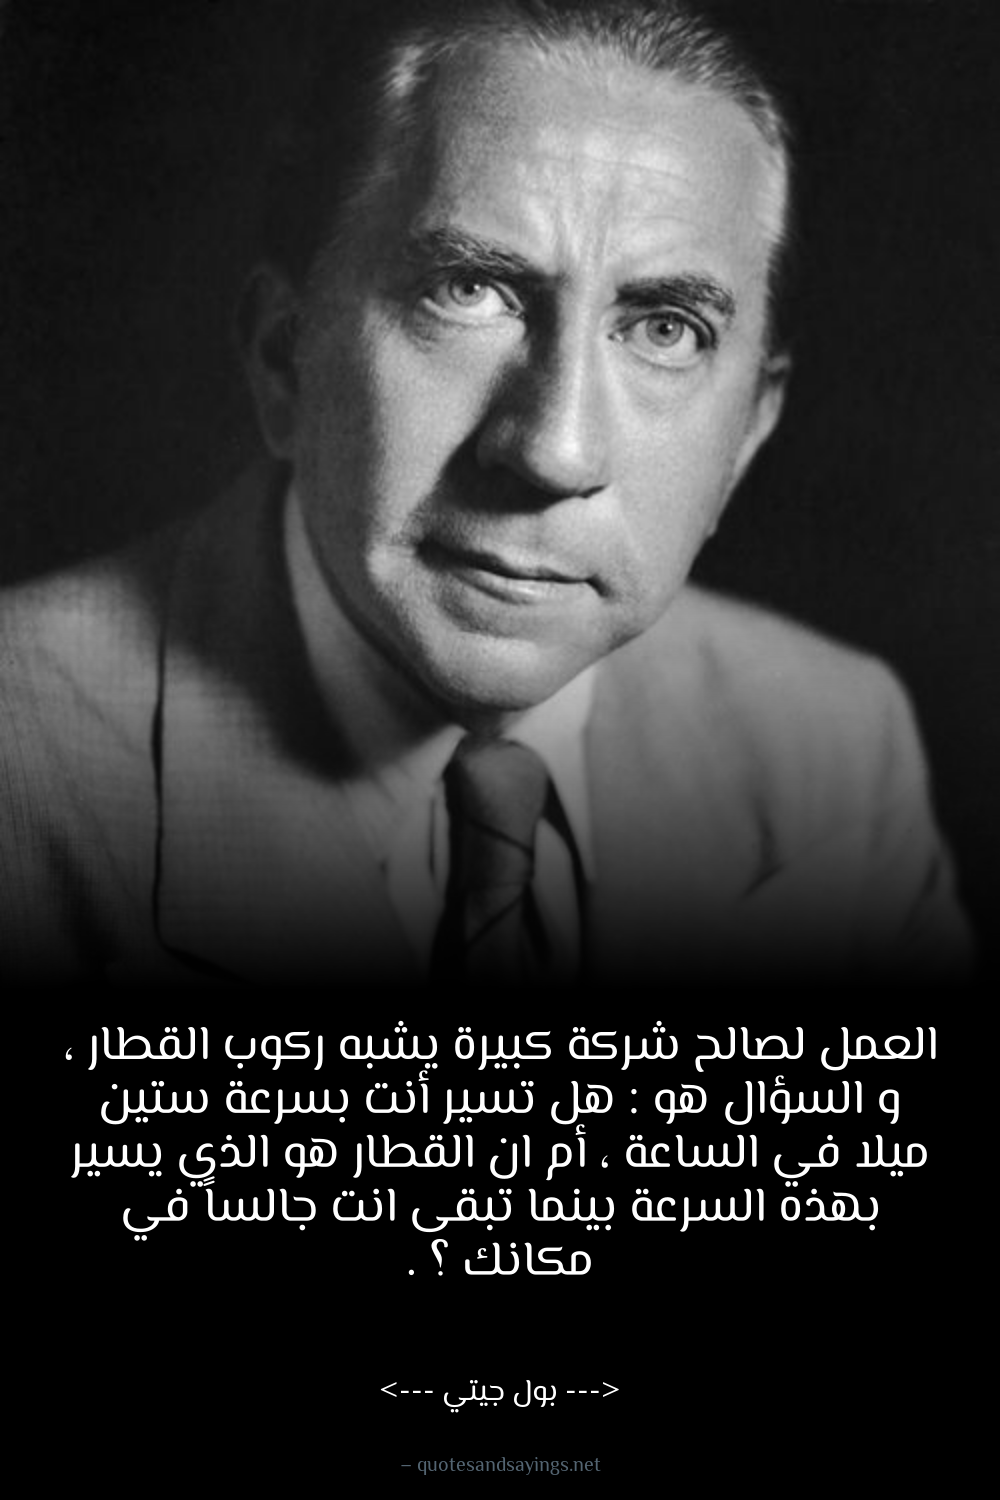 العمل لصالح شركة كبيرة يشبه ركوب القطار ،
و السؤال هو : هل تسير أنت بسرعة ستين
ميلا في الساعة ، أم ان القطار هو الذي يسير
بهذه السرعة بينما تبقى انت جالساً في
مكانك ؟ .
<--- بول جيتي --->
– quotesandsayings.net